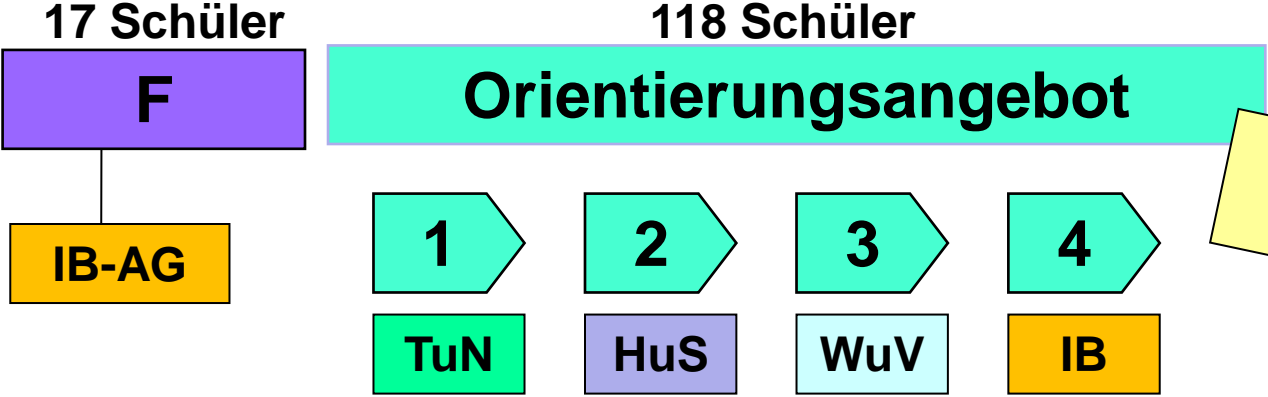 17 Schüler
118 Schüler
F
Orientierungsangebot
IB-AG
1
2
3
4
TuN
HuS
WuV
IB